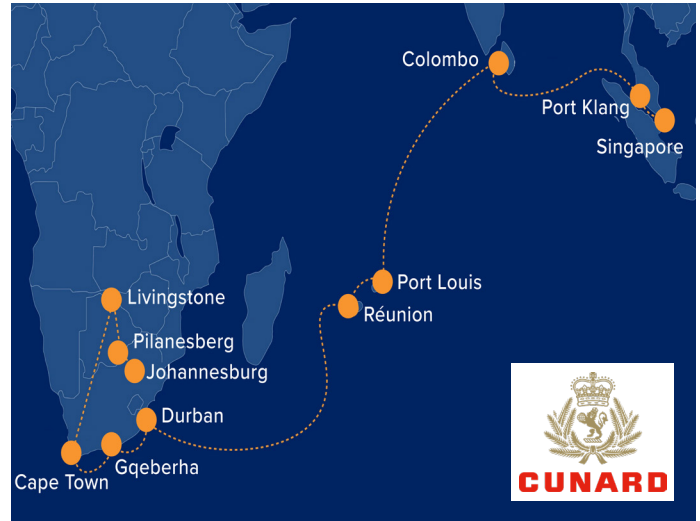 Colombo
Port Klang
Singapore
Port Louis
Réunion
Livingstone
Pilanesberg
Johannesburg
Durban
Gqeberha
Cape Town
CUNARD